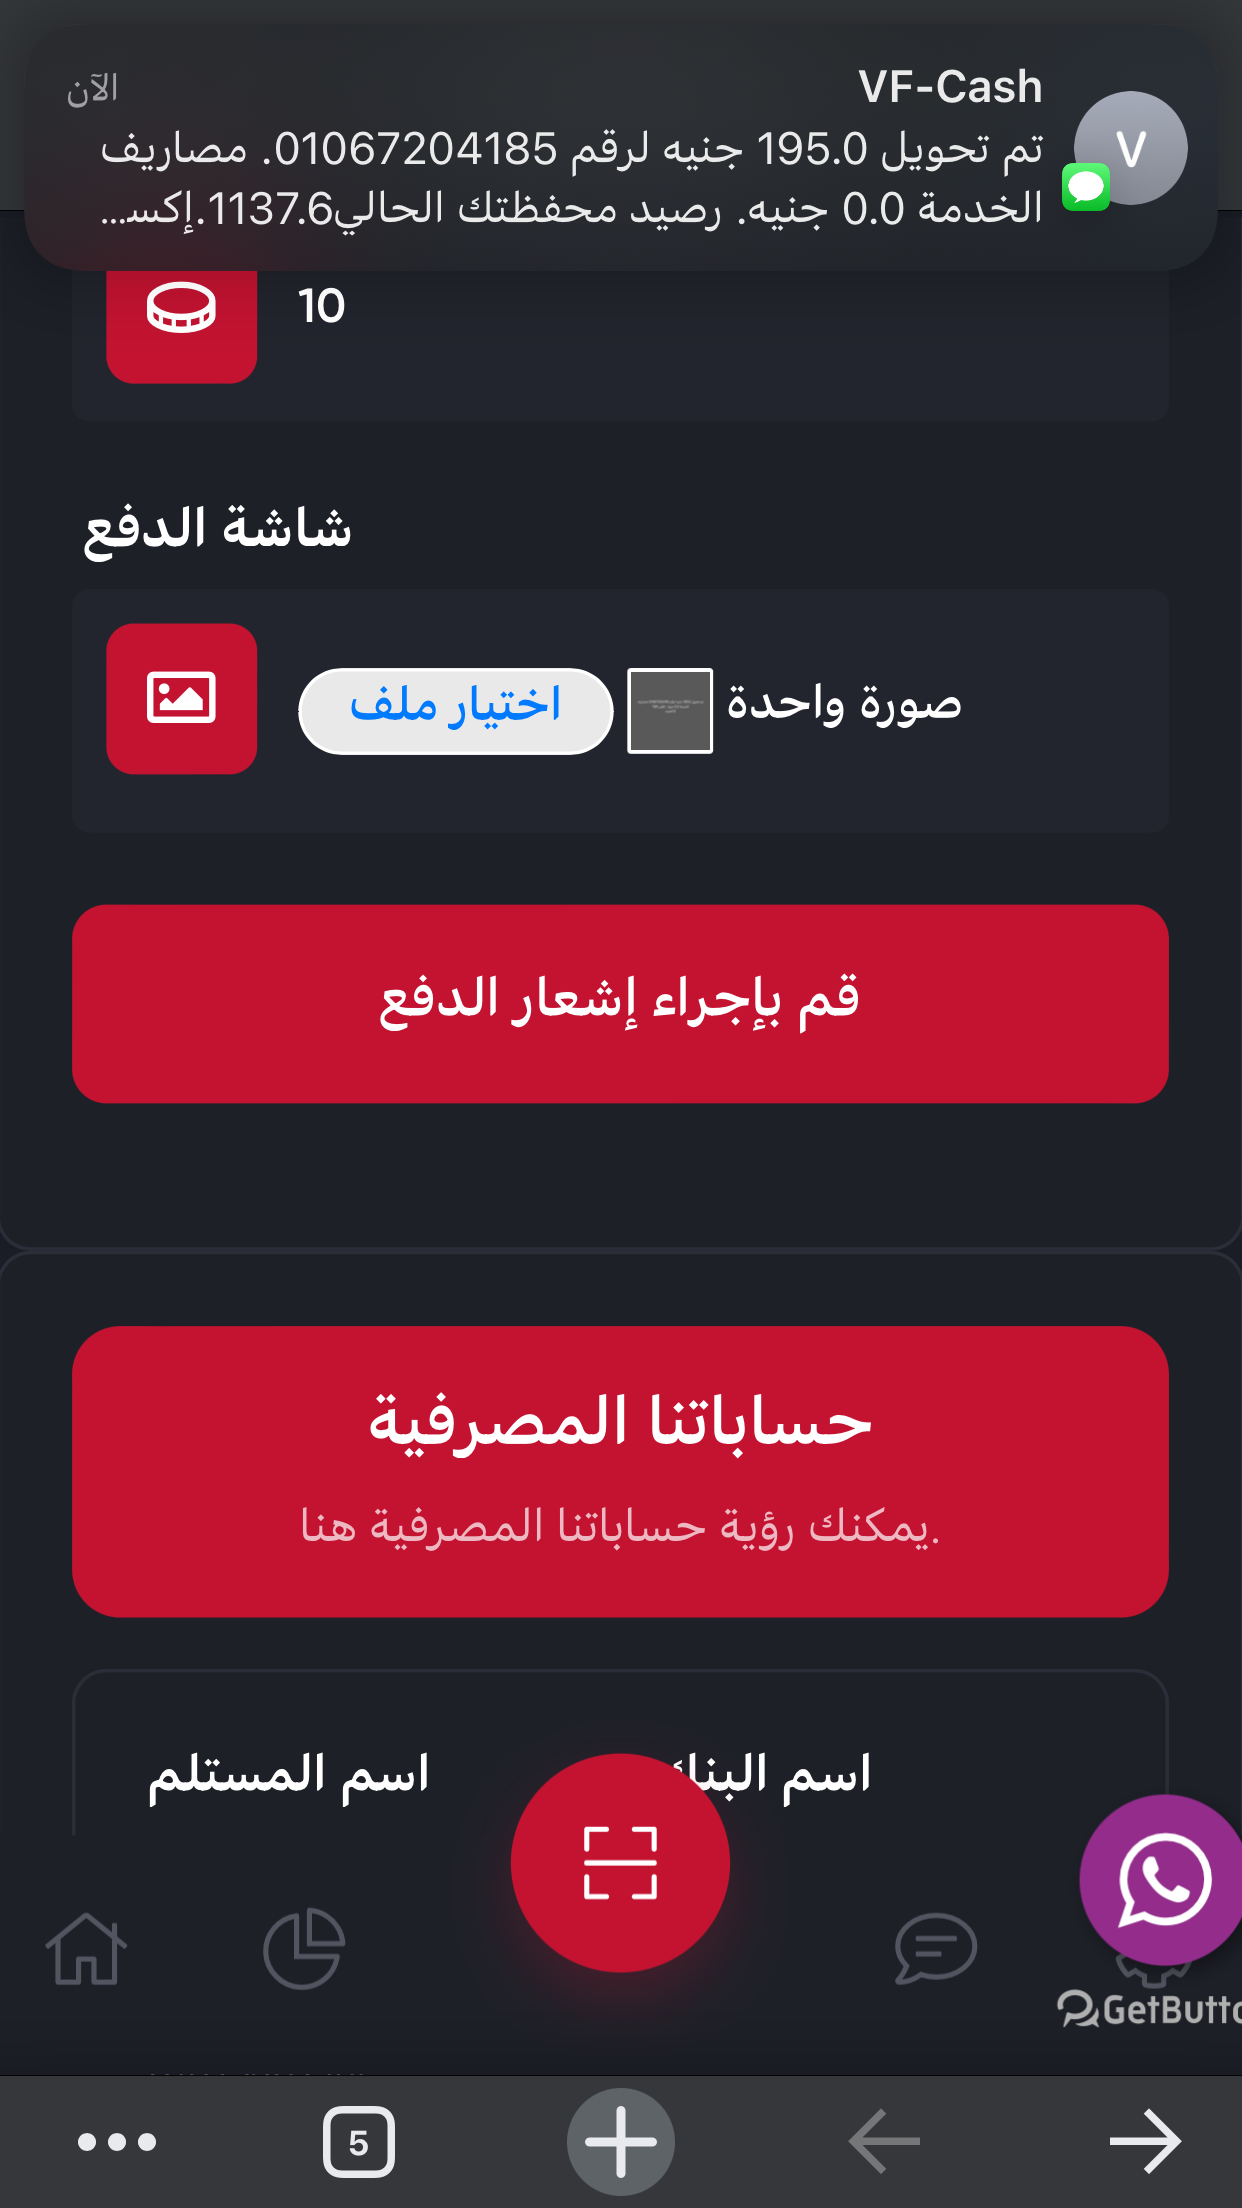 VF-Cash
الآن
تم تحويل 195.0 جنيه لرقم 01067204185. مصاريف
الخدمة 0.0 جنيه. رصيد محفظتك الحالي1137.6.إكس...
V
10
شاشة الدفع
اختيار ملف
صورة واحدة
قم بإجراء إشعار الدفع
حساباتنا المصرفية
يمكنك رؤية حساباتنا المصرفية هنا.
اسم المستلم
اسم البنك
GetButto
5